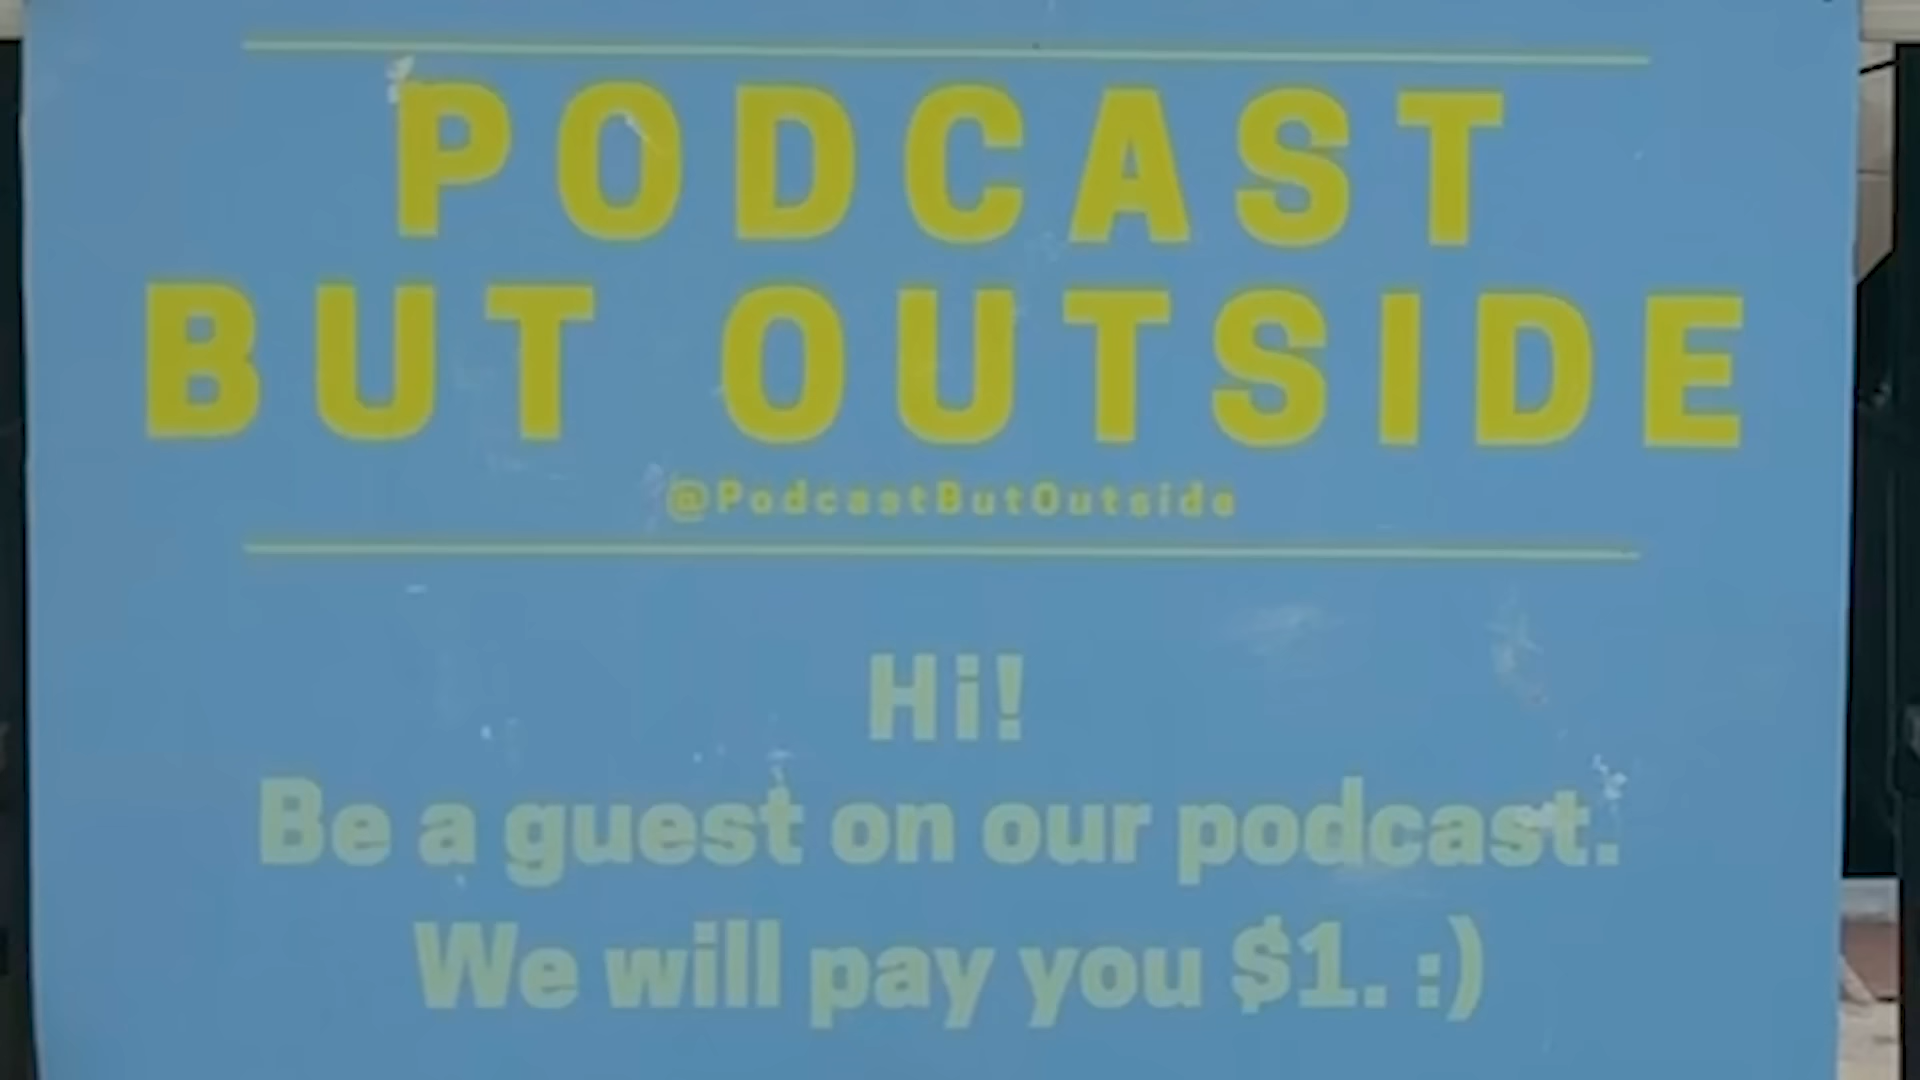 PODCAST
BUT OUTSIDE
@PodcastButOutside
Hi!
Be a guest on our podcast.
We will pay you $1. :)